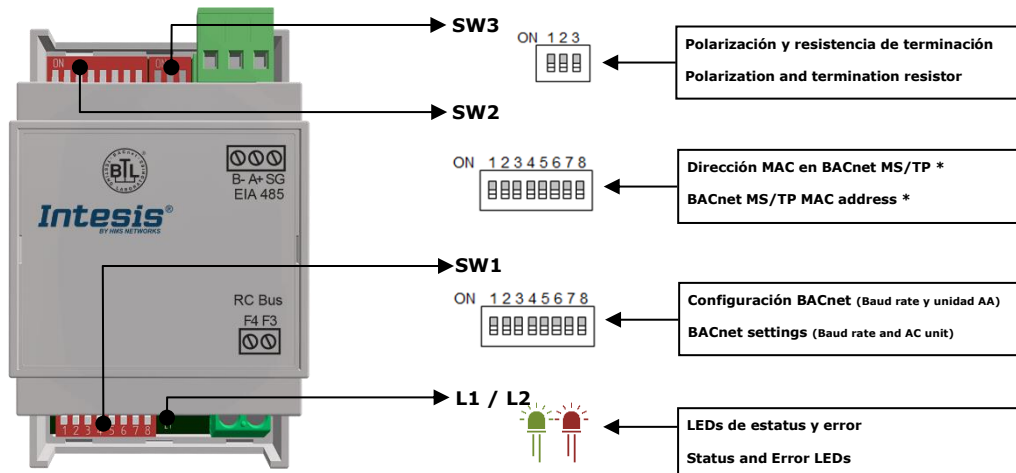 SW3
ON 1 2 3
Polarización y resistencia de terminación
Polarization and termination resistor
ON
ON
SW2
ON 1 2 3 4 5 6 7 8
Dirección MAC en BACnet MS/TP *
BACnet MS/TP MAC address *
BTL
B- A+ SG
EIA 485
Intesis®
BY HMS NETWORKS
SW1
ON 1 2 3 4 5 6 7 8
Configuración BACnet (Baud rate y unidad AA)
BACnet settings (Baud rate and AC unit)
RC Bus
F4 F3
L1 / L2
1 2 3 4 5 6 7 8
LEDs de estatus y error
Status and Error LEDs